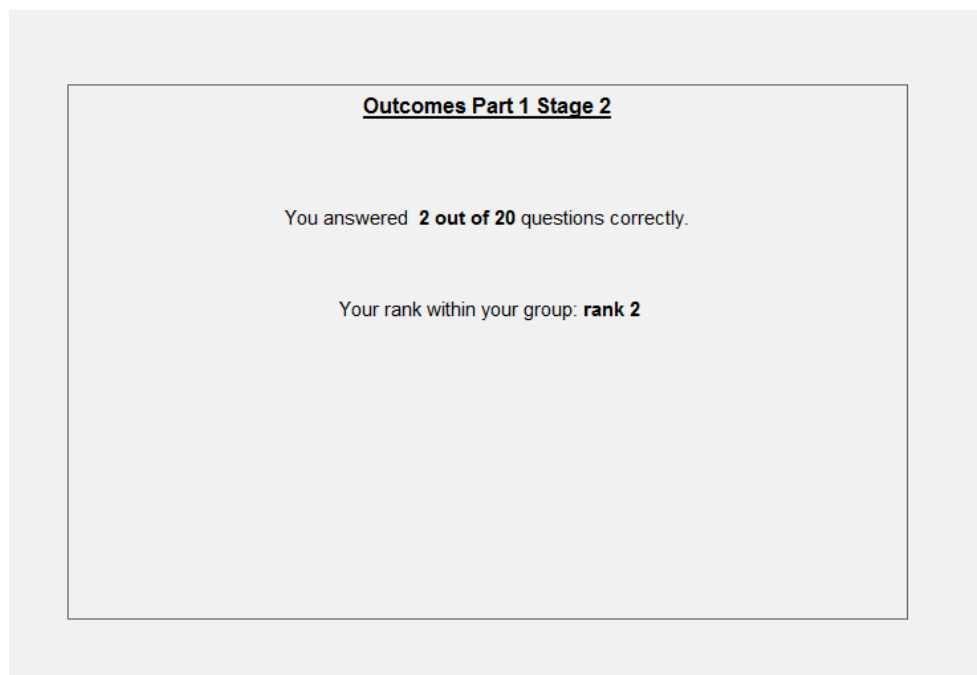 Outcomes Part 1 Stage 2
You answered 2 out of 20 questions correctly.
Your rank within your group: rank 2